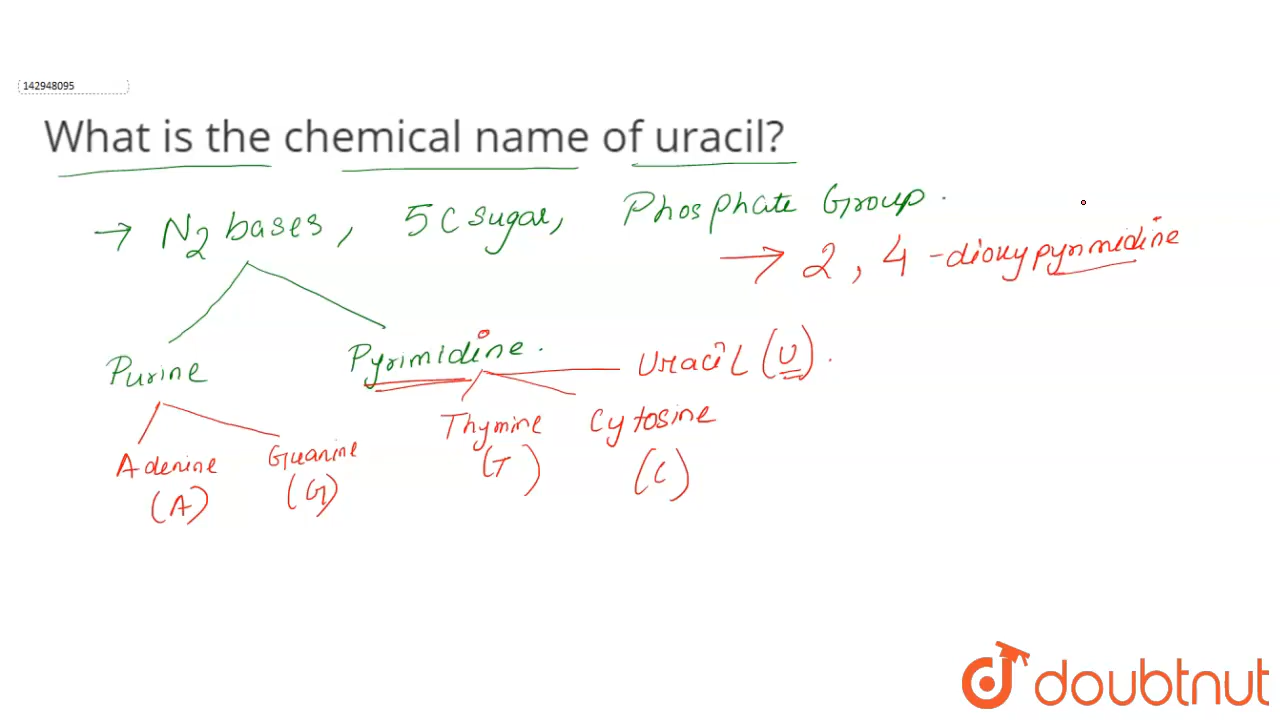 142948095
What is the chemical name of uracil?
→ N2 bases, 5C sugar, Phosphate Group.
→ 2, 4 -dioxypyrimidine
Purine Pyrimidine. Uracil (U).
Adenine Guanine Thymine Cytosine
(A) (G) (T) (C)
doubtnut